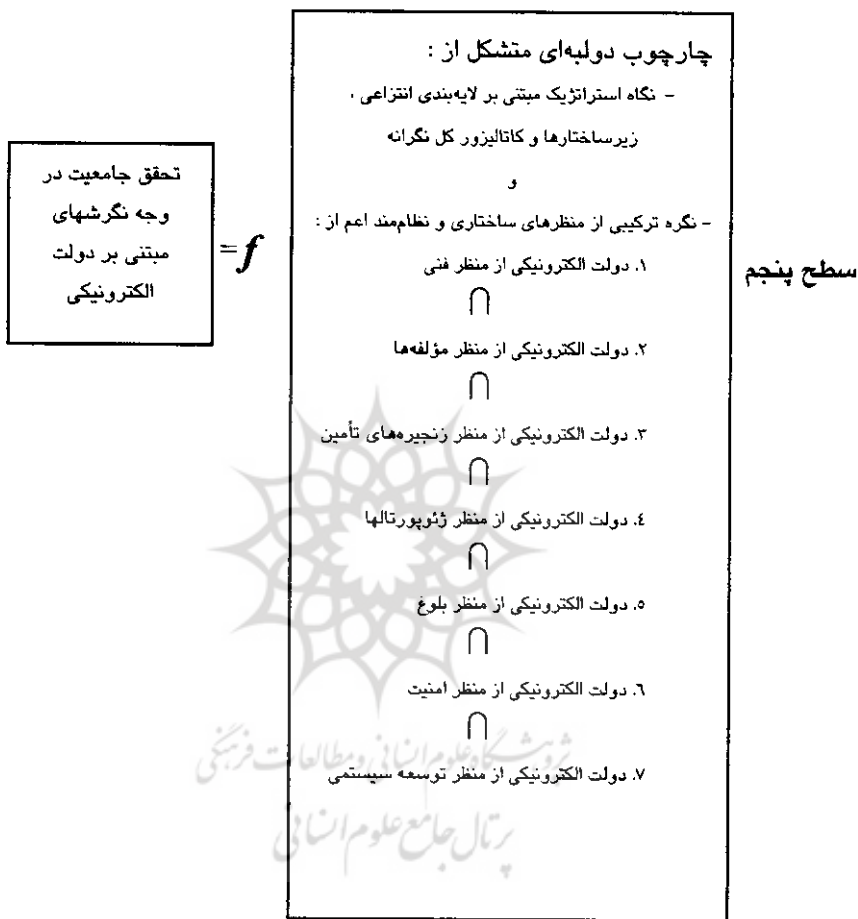 چارچوب دولبه‌ای متشکل از :
- نگاه استراتژیک مبتنی بر لایه‌بندی انتزاعی ،
زیرساختارها و کاتالیزور کل نگرانه
و
- نگره ترکیبی از منظرهای ساختاری و نظام‌مند اعم از :
۱. دولت الکترونیکی از منظر فنی
∩
۲. دولت الکترونیکی از منظر مؤلفه‌ها
∩
۳. دولت الکترونیکی از منظر زنجیره‌های تأمین
∩
٤. دولت الکترونیکی از منظر ژئوپورتالها
∩
٥. دولت الکترونیکی از منظر بلوغ
∩
٦. دولت الکترونیکی از منظر امنیت
∩
۷. دولت الکترونیکی از منظر توسعه سیستمی
سطح پنجم
=f
تحقق جامعیت در
وجه نگرشهای
مبتنی بر دولت
الکترونیکی
پژوهشگاه علوم انسانی و مطالعات فرهنگی
پرتال جامع علوم انسانی